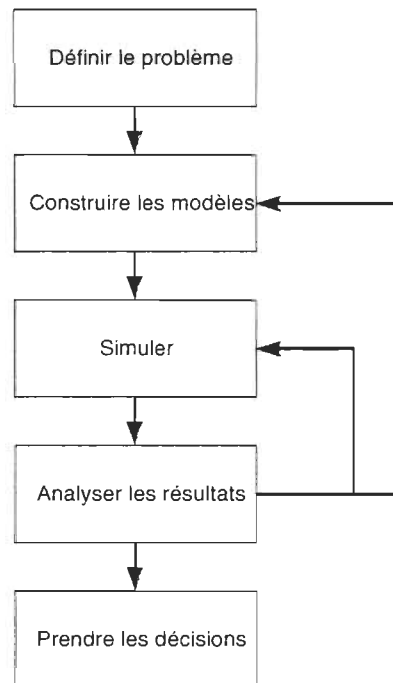 Définir le problème
Construire les modèles
Simuler
Analyser les résultats
Prendre les décisions